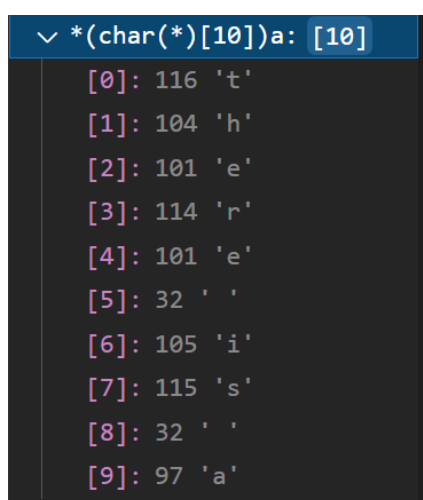 *(char(*)[10])a: [10]
[0]: 116 't'
[1]: 104 'h'
[2]: 101 'e'
[3]: 114 'r'
[4]: 101 'e'
[5]: 32 ' '
[6]: 105 'i'
[7]: 115 's'
[8]: 32 ' '
[9]: 97 'a'